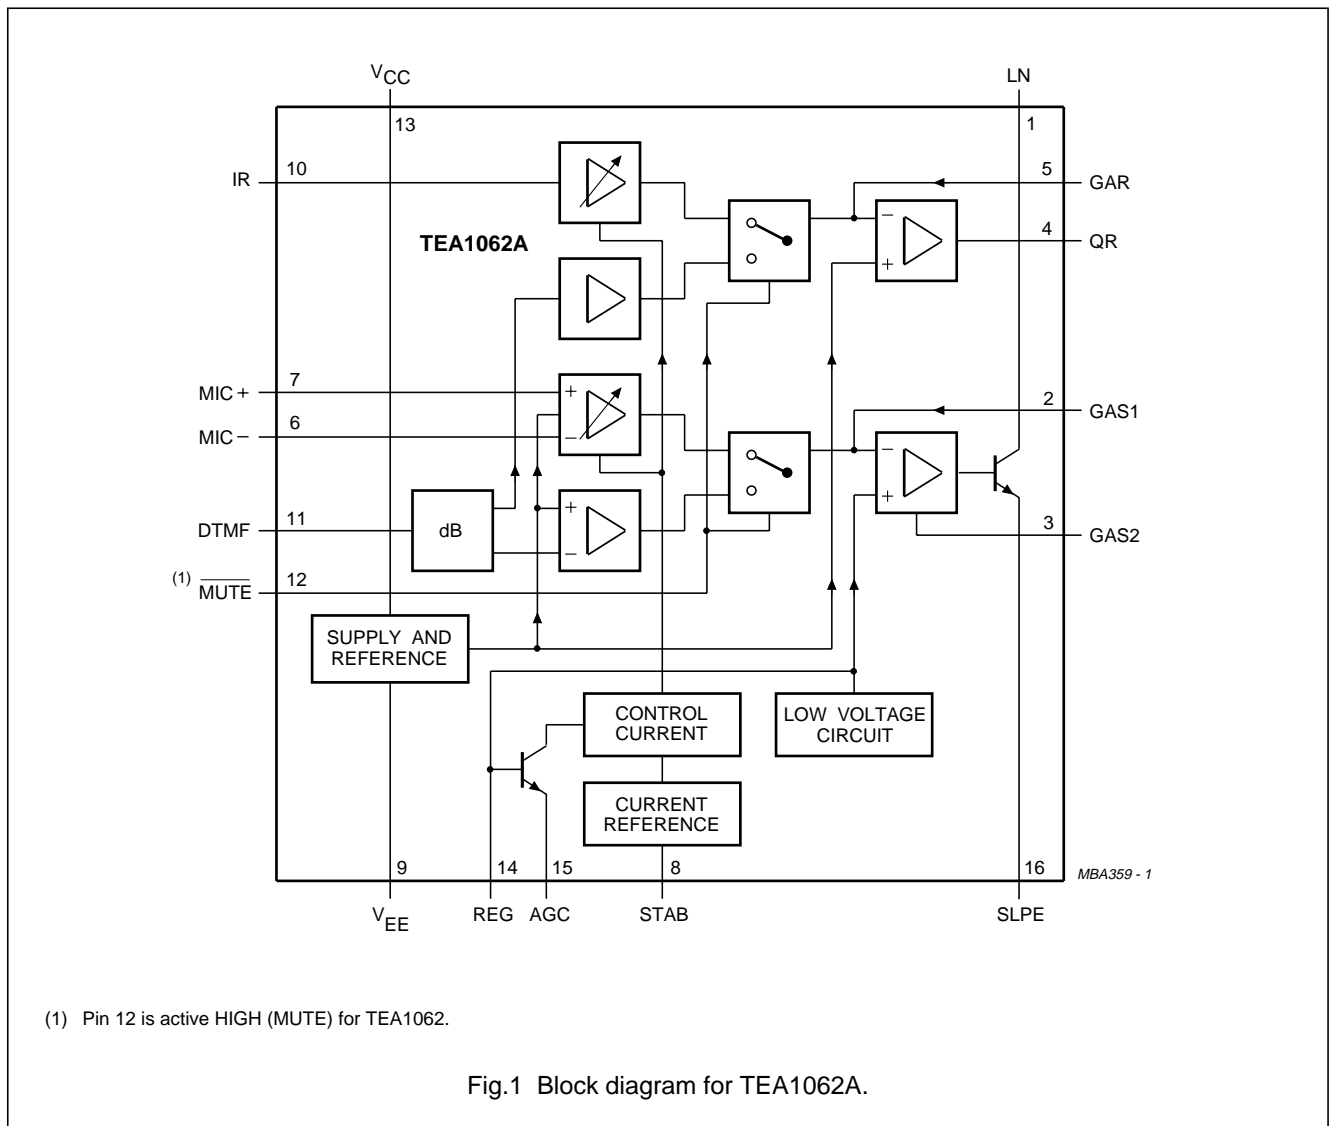 VCC
LN
13
1
IR
10
5
GAR
TEA1062A
4
QR
−
+
MIC +
7
+
MIC −
6
−
2
GAS1
−
+
DTMF
11
dB
+
−
3
GAS2
(1) MUTE
12
SUPPLY AND
REFERENCE
CONTROL
CURRENT
LOW VOLTAGE
CIRCUIT
CURRENT
REFERENCE
9
14
15
8
16
MBA359 - 1
VEE
REG
AGC
STAB
SLPE
(1) Pin 12 is active HIGH (MUTE) for TEA1062.
Fig.1 Block diagram for TEA1062A.